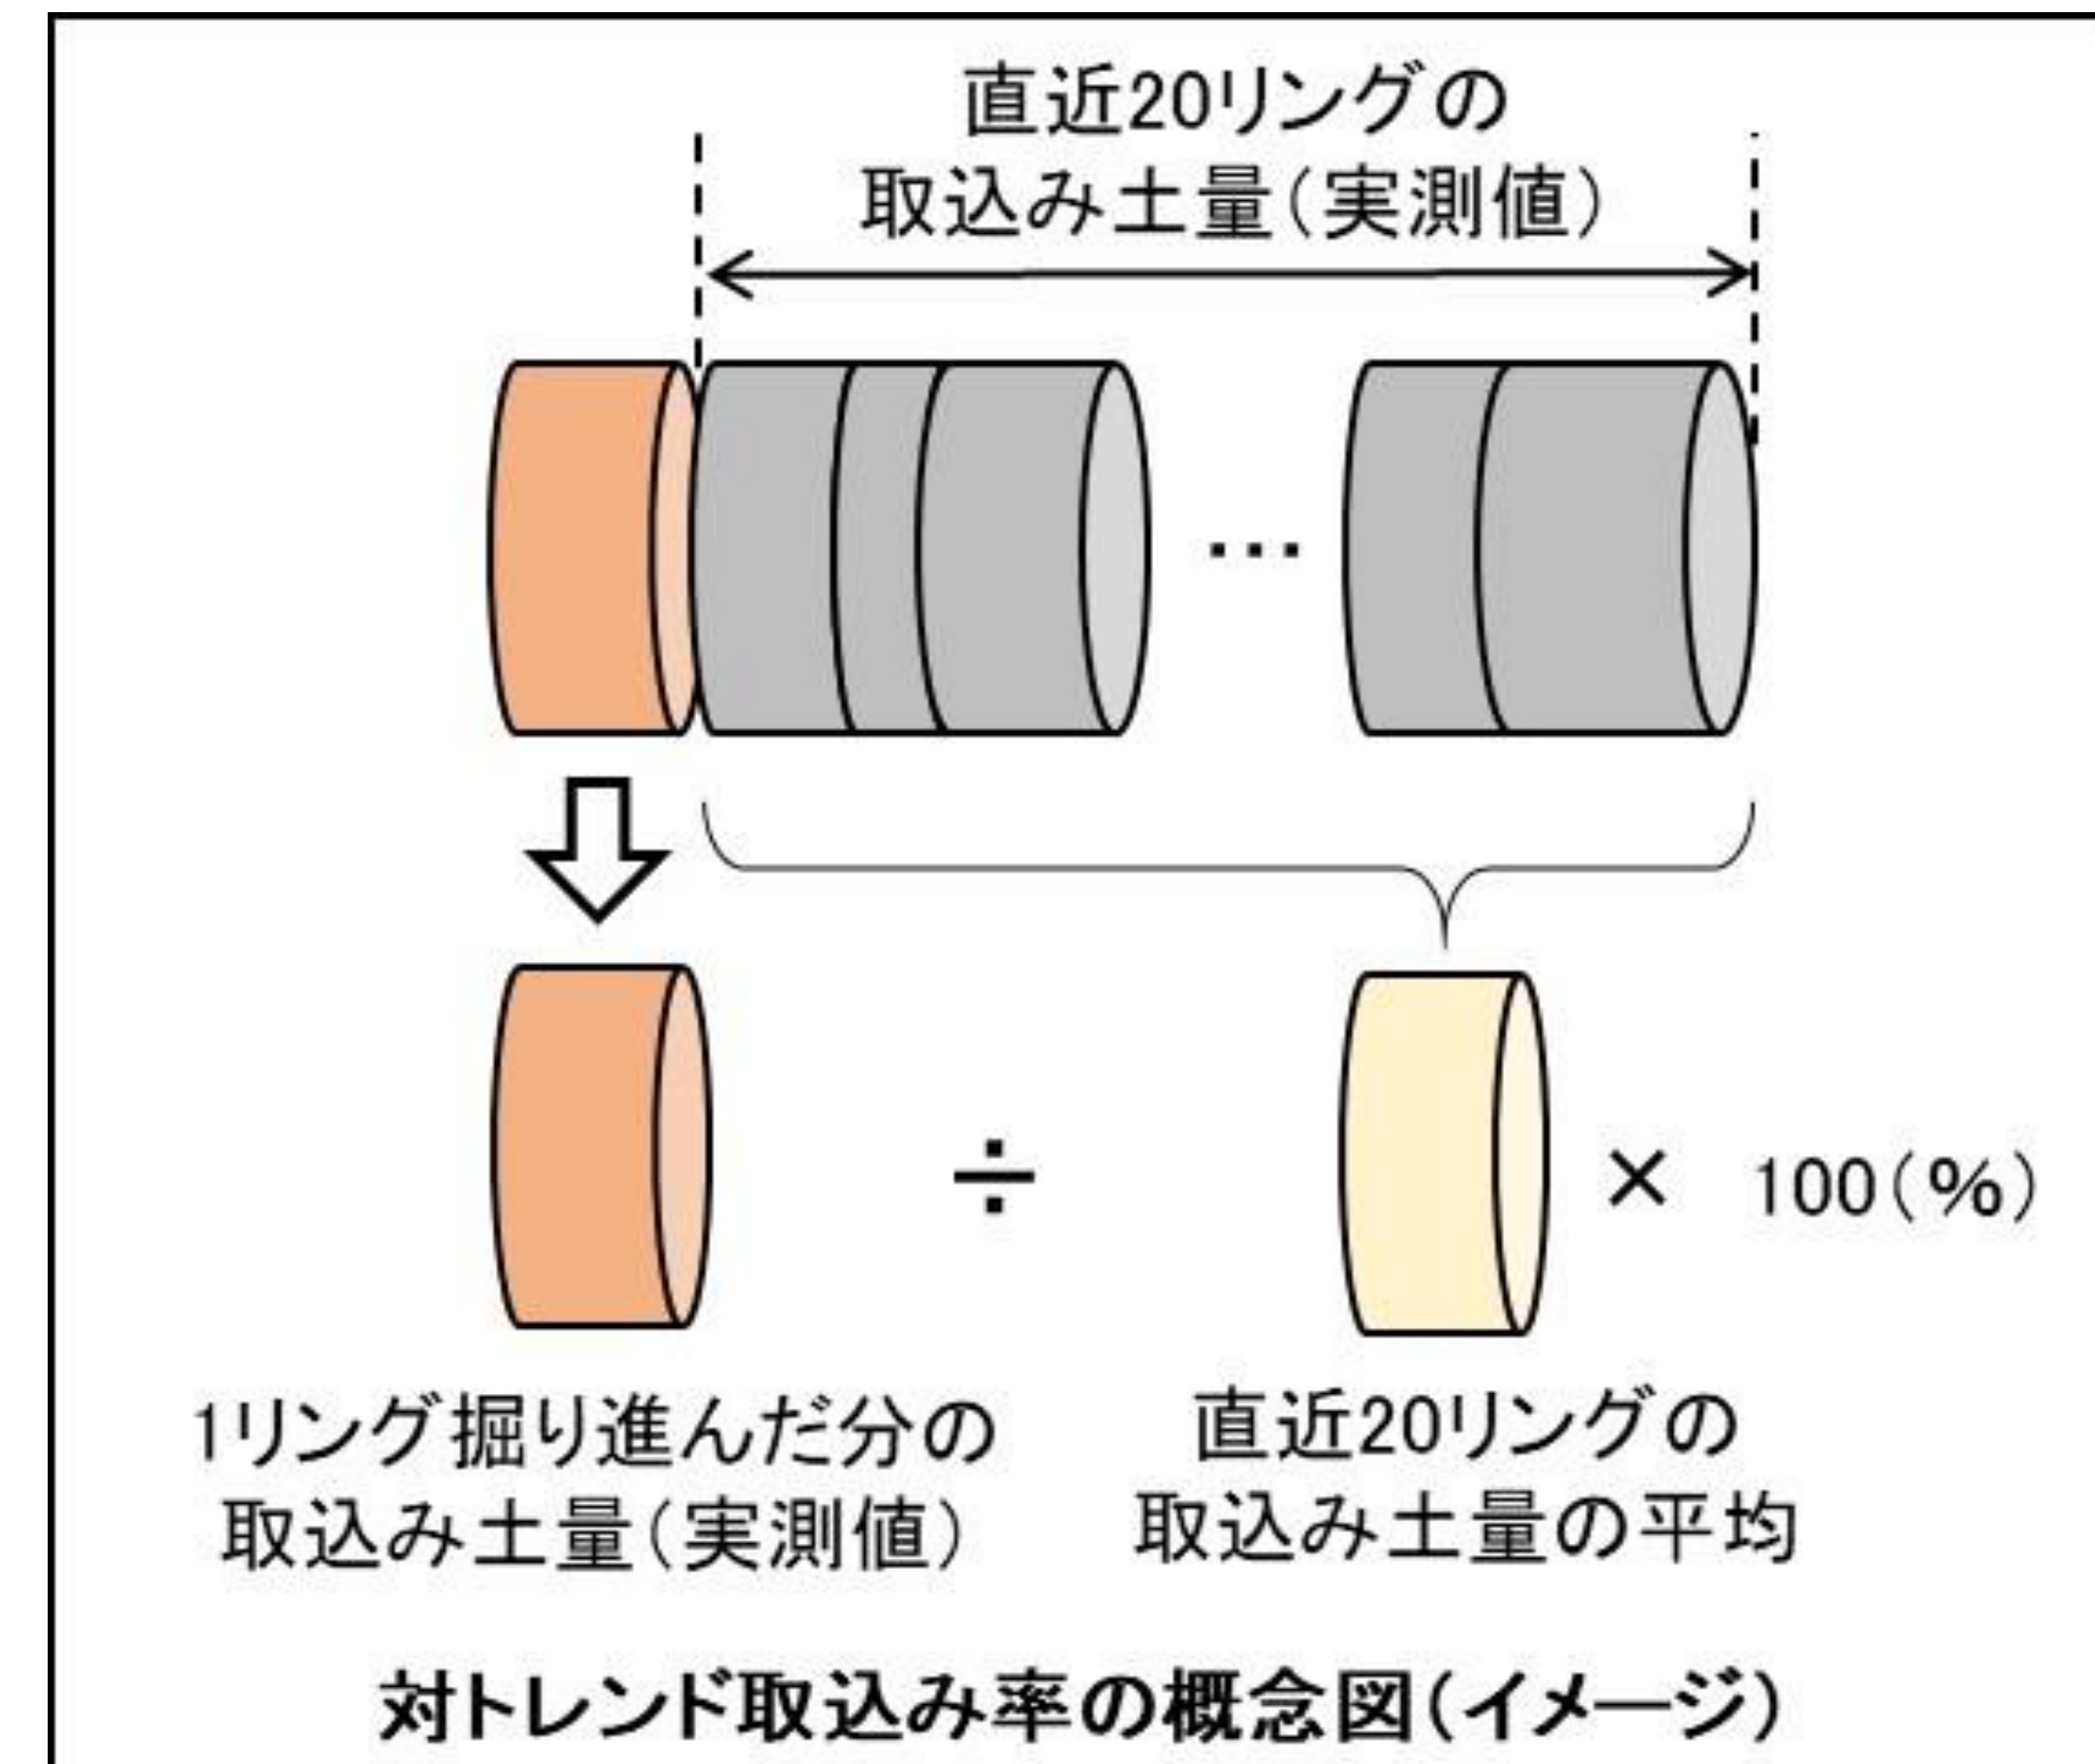 直近20リングの
取込み土量(実測値)
…
÷
× 100(%)
1リング掘り進んだ分の
取込み土量(実測値)
直近20リングの
取込み土量の平均
対トレンド取込み率の概念図(イメージ)